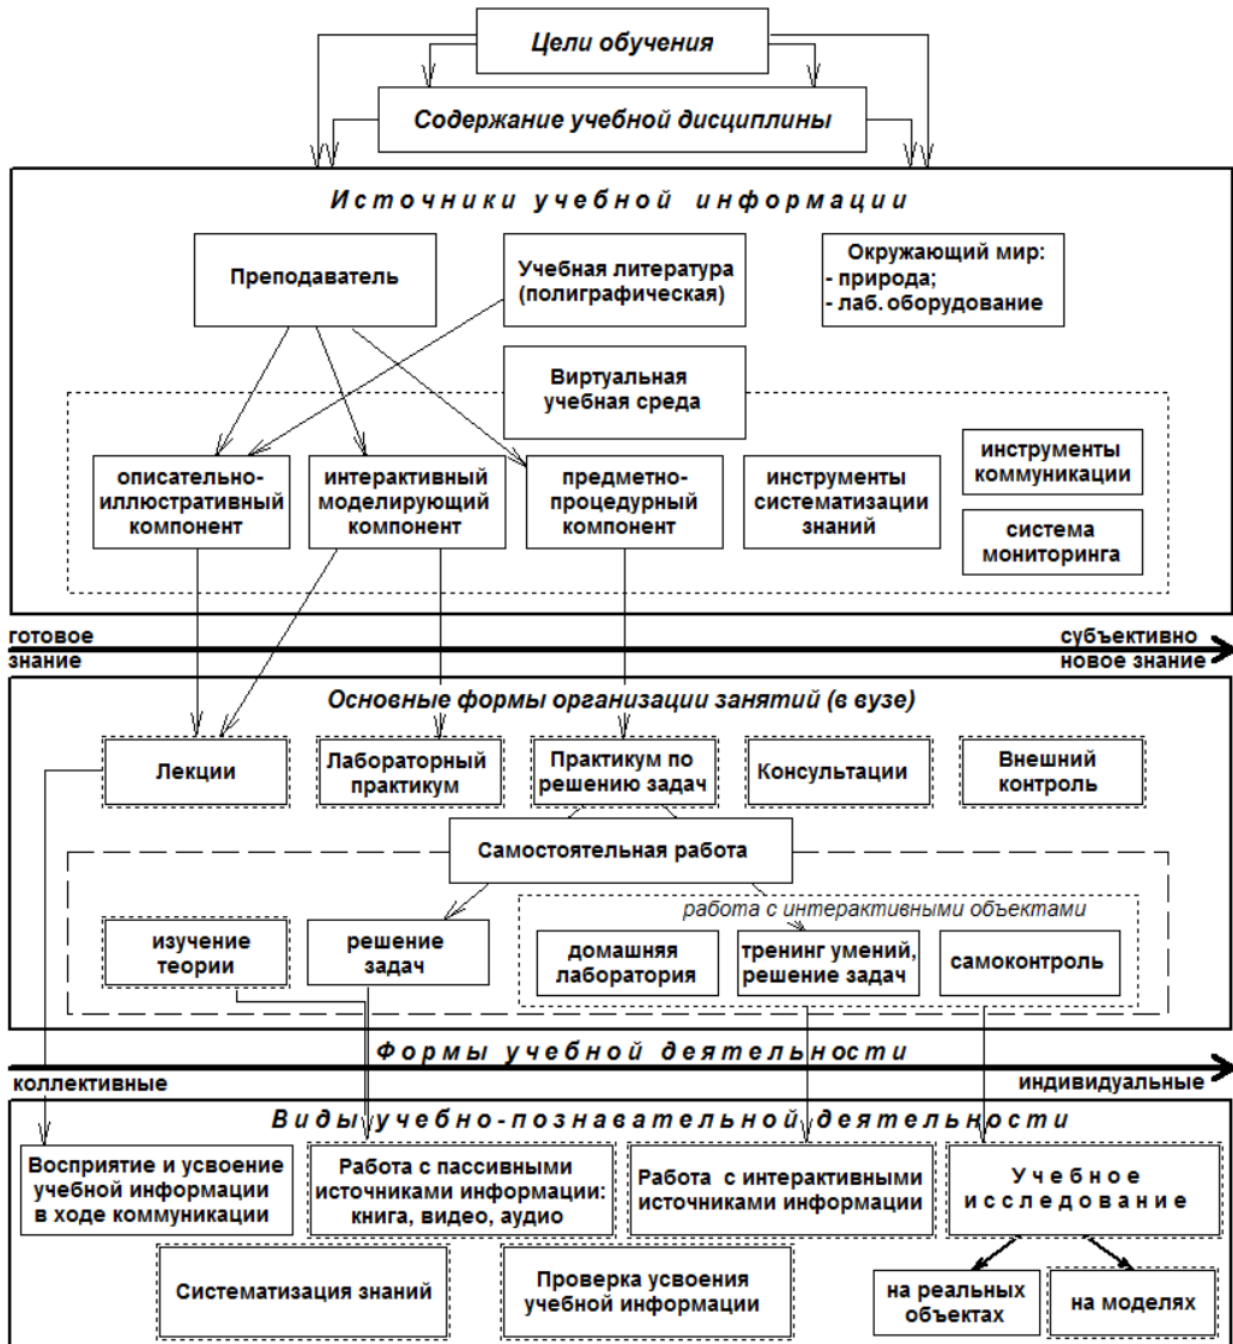 Цели обучения
Содержание учебной дисциплины
Источники учебной информации
Преподаватель
Учебная литература
(полиграфическая)
Окружающий мир:
- природа;
- лаб. оборудование
Виртуальная
учебная среда
описательно-
иллюстративный
компонент
интерактивный
моделирующий
компонент
предметно-
процедурный
компонент
инструменты
систематизации
знаний
инструменты
коммуникации
система
мониторинга
готовое
знание
субъективно
новое знание
Основные формы организации занятий (в вузе)
Лекции
Лабораторный
практикум
Практикум по
решению задач
Консультации
Внешний
контроль
Самостоятельная работа
работа с интерактивными объектами
изучение
теории
решение
задач
домашняя
лаборатория
тренинг умений,
решение задач
самоконтроль
Формы учебной деятельности
коллективные
индивидуальные
Виды учебно-познавательной деятельности
Восприятие и усвоение
учебной информации
в ходе коммуникации
Работа с пассивными
источниками информации:
книга, видео, аудио
Работа с интерактивными
источниками информации
Учебное
исследование
Систематизация знаний
Проверка усвоения
учебной информации
на реальных
объектах
на моделях